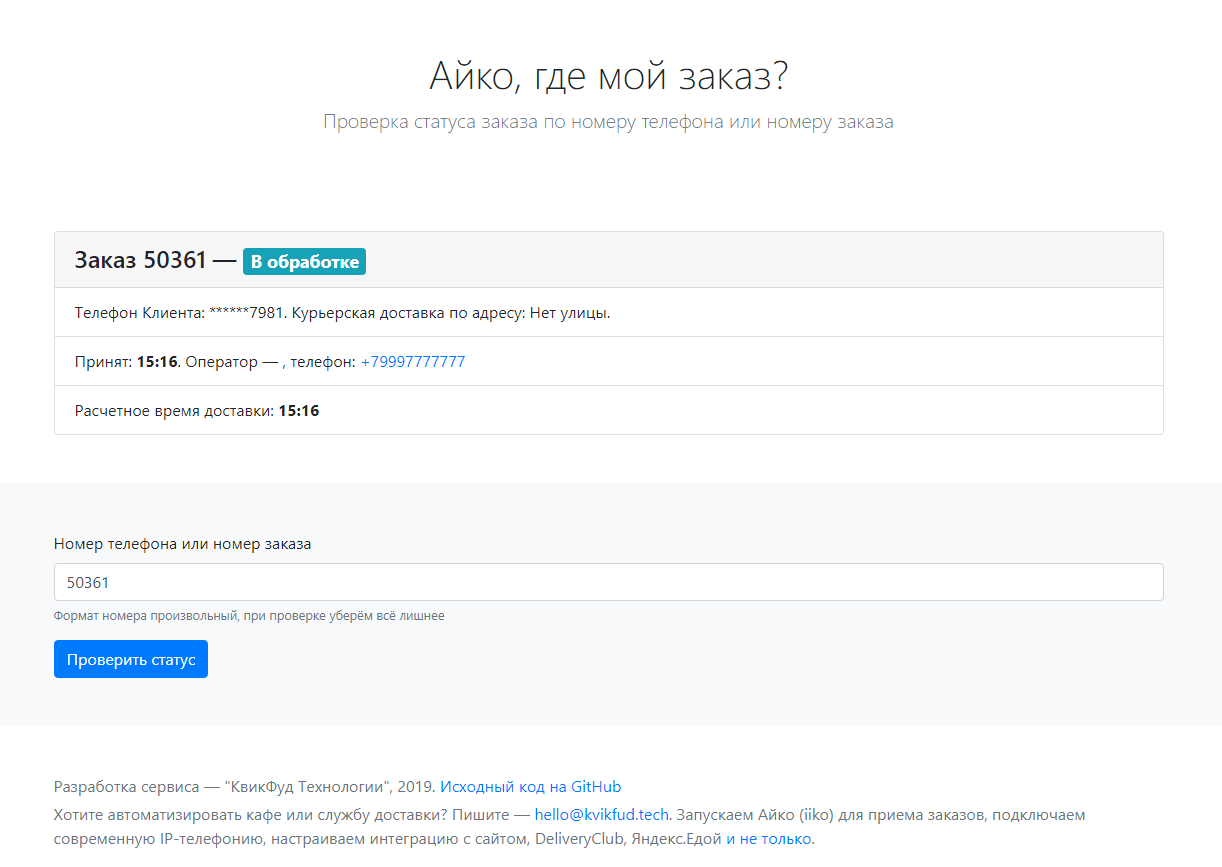 Айко, где мой заказ?
Проверка статуса заказа по номеру телефона или номеру заказа
Заказ 50361 — В обработке
Телефон Клиента: ******7981. Курьерская доставка по адресу: Нет улицы.
Принят: 15:16. Оператор — , телефон: +79997777777
Расчетное время доставки: 15:16
Номер телефона или номер заказа
50361
Формат номера произвольный, при проверке уберём всё лишнее
Проверить статус
Разработка сервиса — "КвикФуд Технологии", 2019. Исходный код на GitHub
Хотите автоматизировать кафе или службу доставки? Пишите — hello@kvikfud.tech. Запускаем Айко (iiko) для приема заказов, подключаем
современную IP-телефонию, настраиваем интеграцию с сайтом, DeliveryClub, Яндекс.Едой и не только.